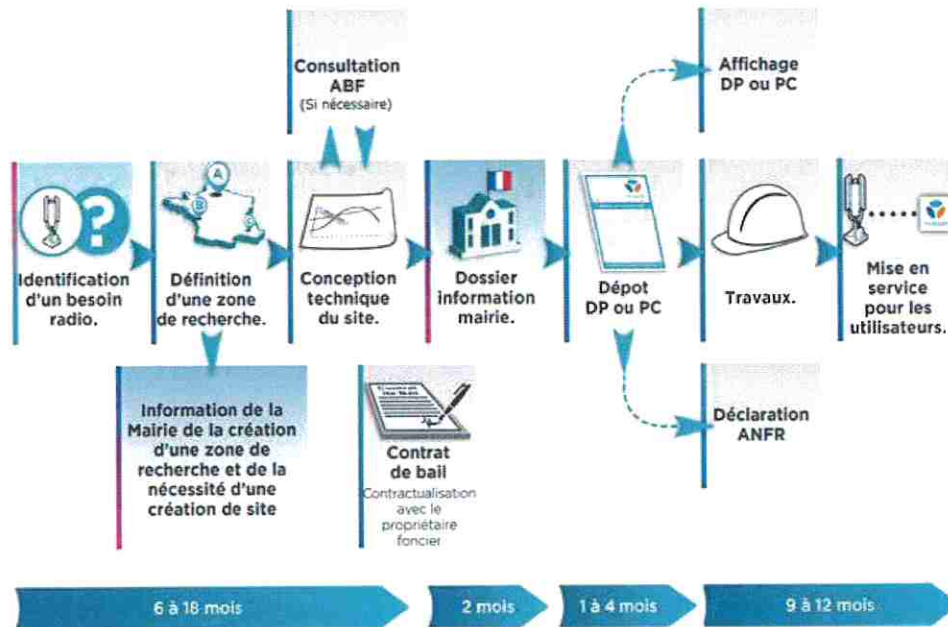 Consultation
ABF
(Si nécessaire)
Affichage
DP ou PC
A
B
Identification
d'un besoin
radio.
Définition
d'une zone
de recherche.
Conception
technique
du site.
Dossier
information
mairie.
Dépot
DP ou PC
Travaux.
Mise en
service
pour les
utilisateurs.
Information de la
Mairie de la création
d'une zone de
recherche et de la
nécessité d'une
création de site
Contrat
de bail
Contractualisation
avec le
propriétaire
foncier
Déclaration
ANFR
6 à 18 mois
2 mois
1 à 4 mois
9 à 12 mois